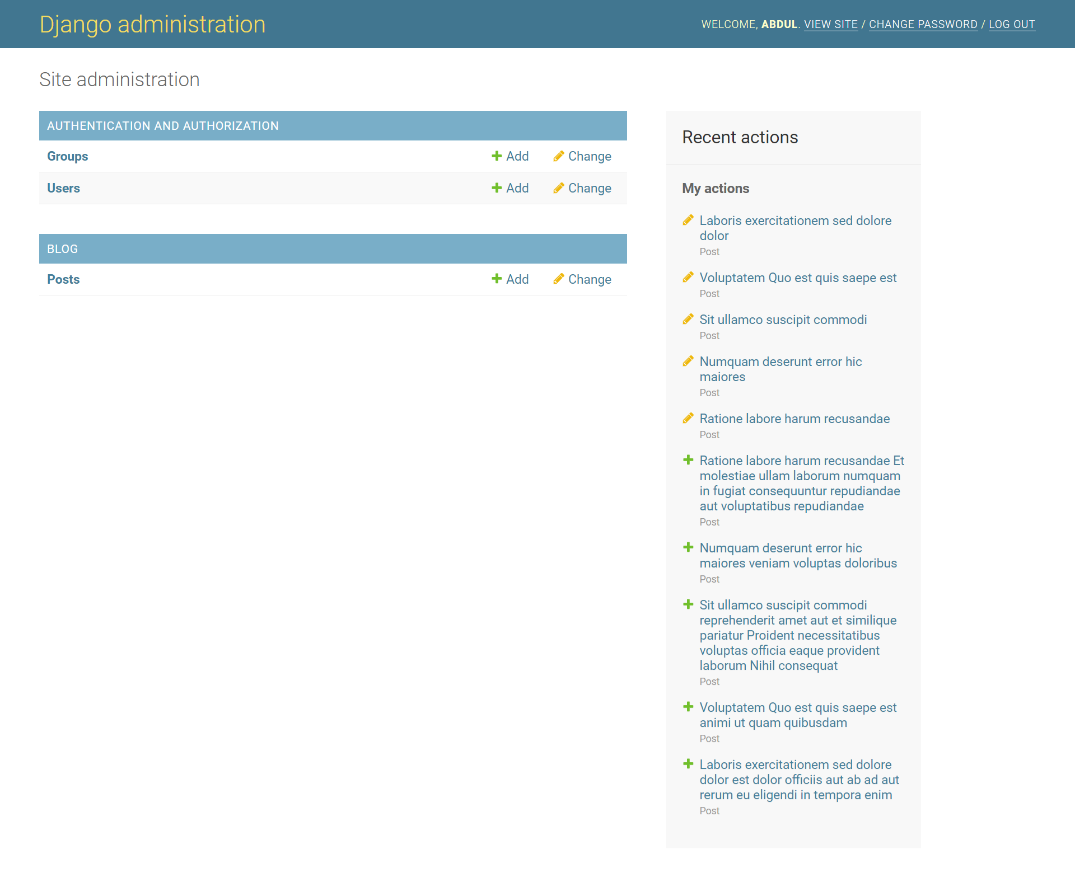 Django administration
WELCOME, ABDUL. VIEW SITE / CHANGE PASSWORD / LOG OUT
Site administration
AUTHENTICATION AND AUTHORIZATION
Groups Add Change
Users Add Change
BLOG
Posts Add Change
Recent actions
My actions
Laboris exercitationem sed dolore
dolor
Post
Voluptatem Quo est quis saepe est
Post
Sit ullamco suscipit commodi
Post
Numquam deserunt error hic
maiores
Post
Ratione labore harum recusandae
Post
Ratione labore harum recusandae Et
molestiae ullam laborum numquam
in fugiat consequuntur repudiandae
aut voluptatibus repudiandae
Post
Numquam deserunt error hic
maiores veniam voluptas doloribus
Post
Sit ullamco suscipit commodi
reprehenderit amet aut et similique
pariatur Proident necessitatibus
voluptas officia eaque provident
laborum Nihil consequat
Post
Voluptatem Quo est quis saepe est
animi ut quam quibusdam
Post
Laboris exercitationem sed dolore
dolor est dolor officiis aut ab ad aut
rerum eu eligendi in tempora enim
Post